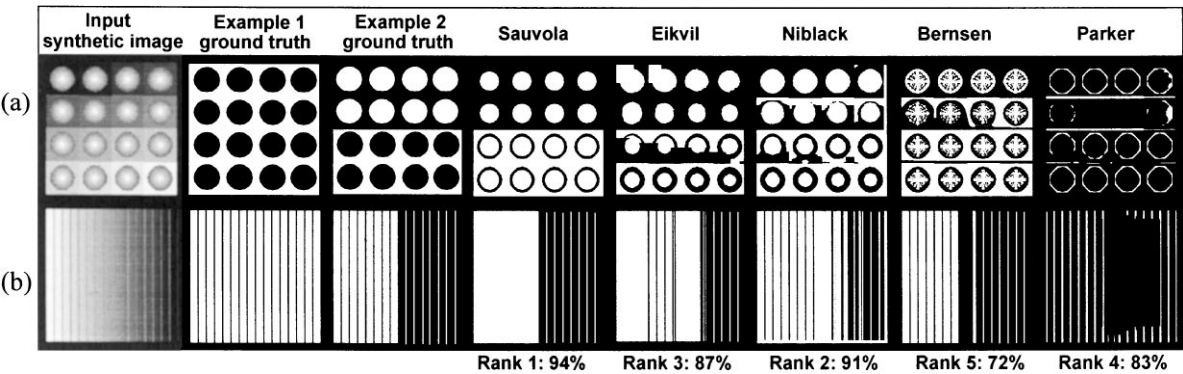 Input
synthetic image
Example 1
ground truth
Example 2
ground truth
Sauvola
Eikvil
Niblack
Bernsen
Parker
(a)
(b)
Rank 1: 94%
Rank 3: 87%
Rank 2: 91%
Rank 5: 72%
Rank 4: 83%